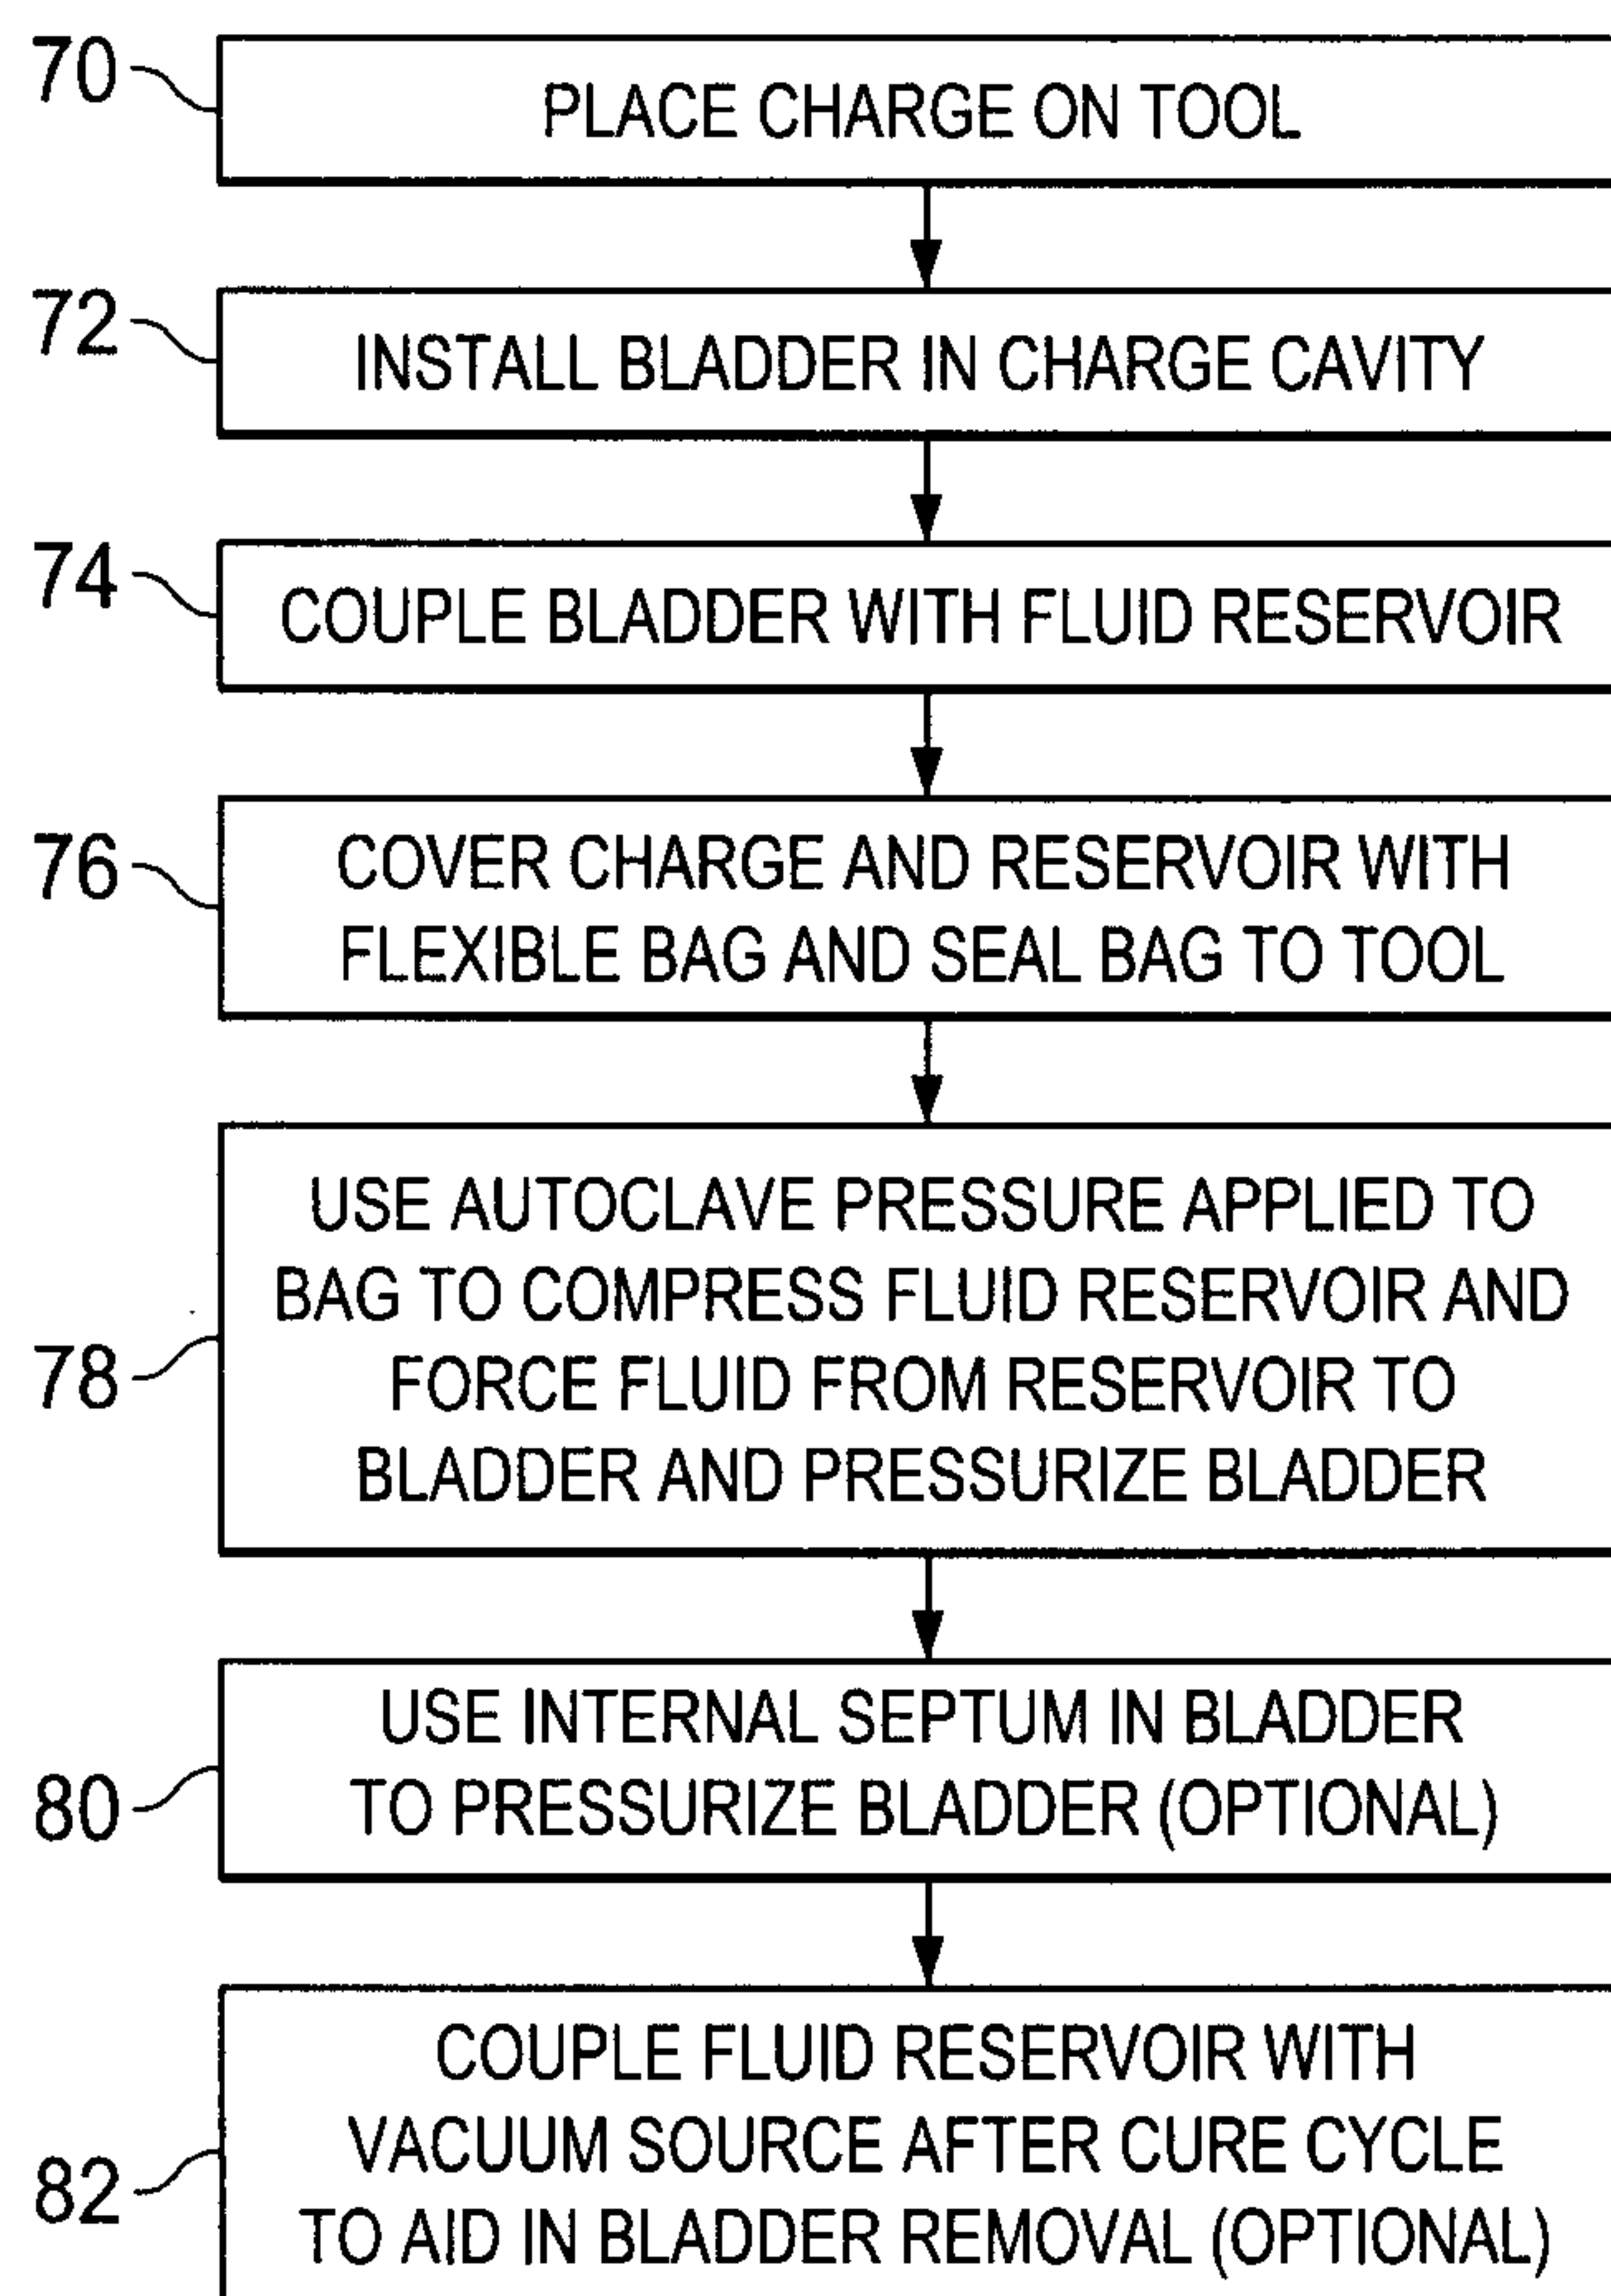 70
PLACE CHARGE ON TOOL
72
INSTALL BLADDER IN CHARGE CAVITY
74
COUPLE BLADDER WITH FLUID RESERVOIR
76
COVER CHARGE AND RESERVOIR WITH
FLEXIBLE BAG AND SEAL BAG TO TOOL
78
USE AUTOCLAVE PRESSURE APPLIED TO
BAG TO COMPRESS FLUID RESERVOIR AND
FORCE FLUID FROM RESERVOIR TO
BLADDER AND PRESSURIZE BLADDER
80
USE INTERNAL SEPTUM IN BLADDER
TO PRESSURIZE BLADDER (OPTIONAL)
82
COUPLE FLUID RESERVOIR WITH
VACUUM SOURCE AFTER CURE CYCLE
TO AID IN BLADDER REMOVAL (OPTIONAL)